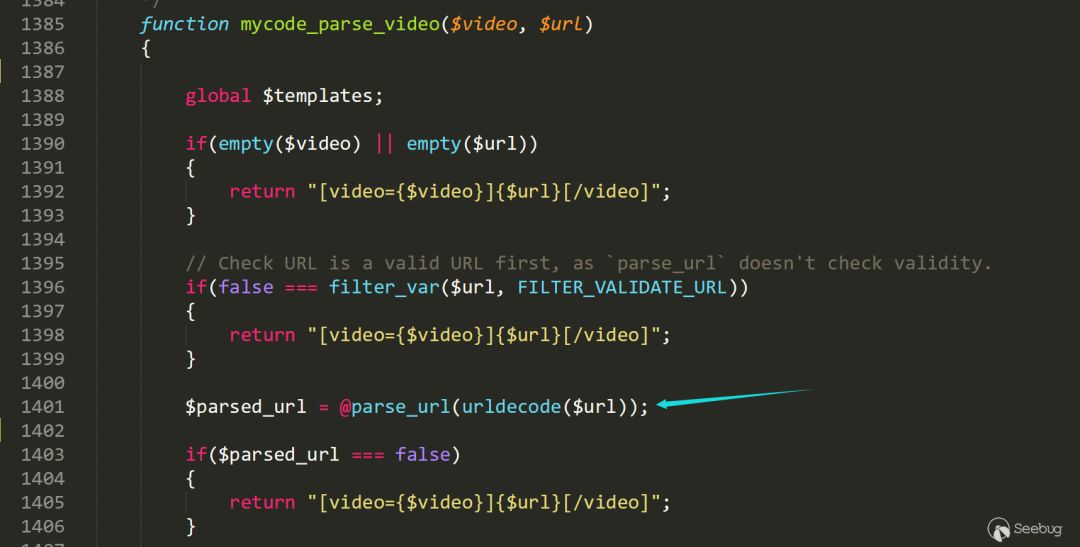 1384 */
1385 function mycode_parse_video($video, $url)
1386 {
1387
1388 global $templates;
1389
1390 if(empty($video) || empty($url))
1391 {
1392 return "[video={$video}]{$url}[/video]";
1393 }
1394
1395 // Check URL is a valid URL first, as `parse_url` doesn't check validity.
1396 if(false === filter_var($url, FILTER_VALIDATE_URL))
1397 {
1398 return "[video={$video}]{$url}[/video]";
1399 }
1400
1401 $parsed_url = @parse_url(urldecode($url));
1402
1403 if($parsed_url === false)
1404 {
1405 return "[video={$video}]{$url}[/video]";
1406 }
1407
Seebug